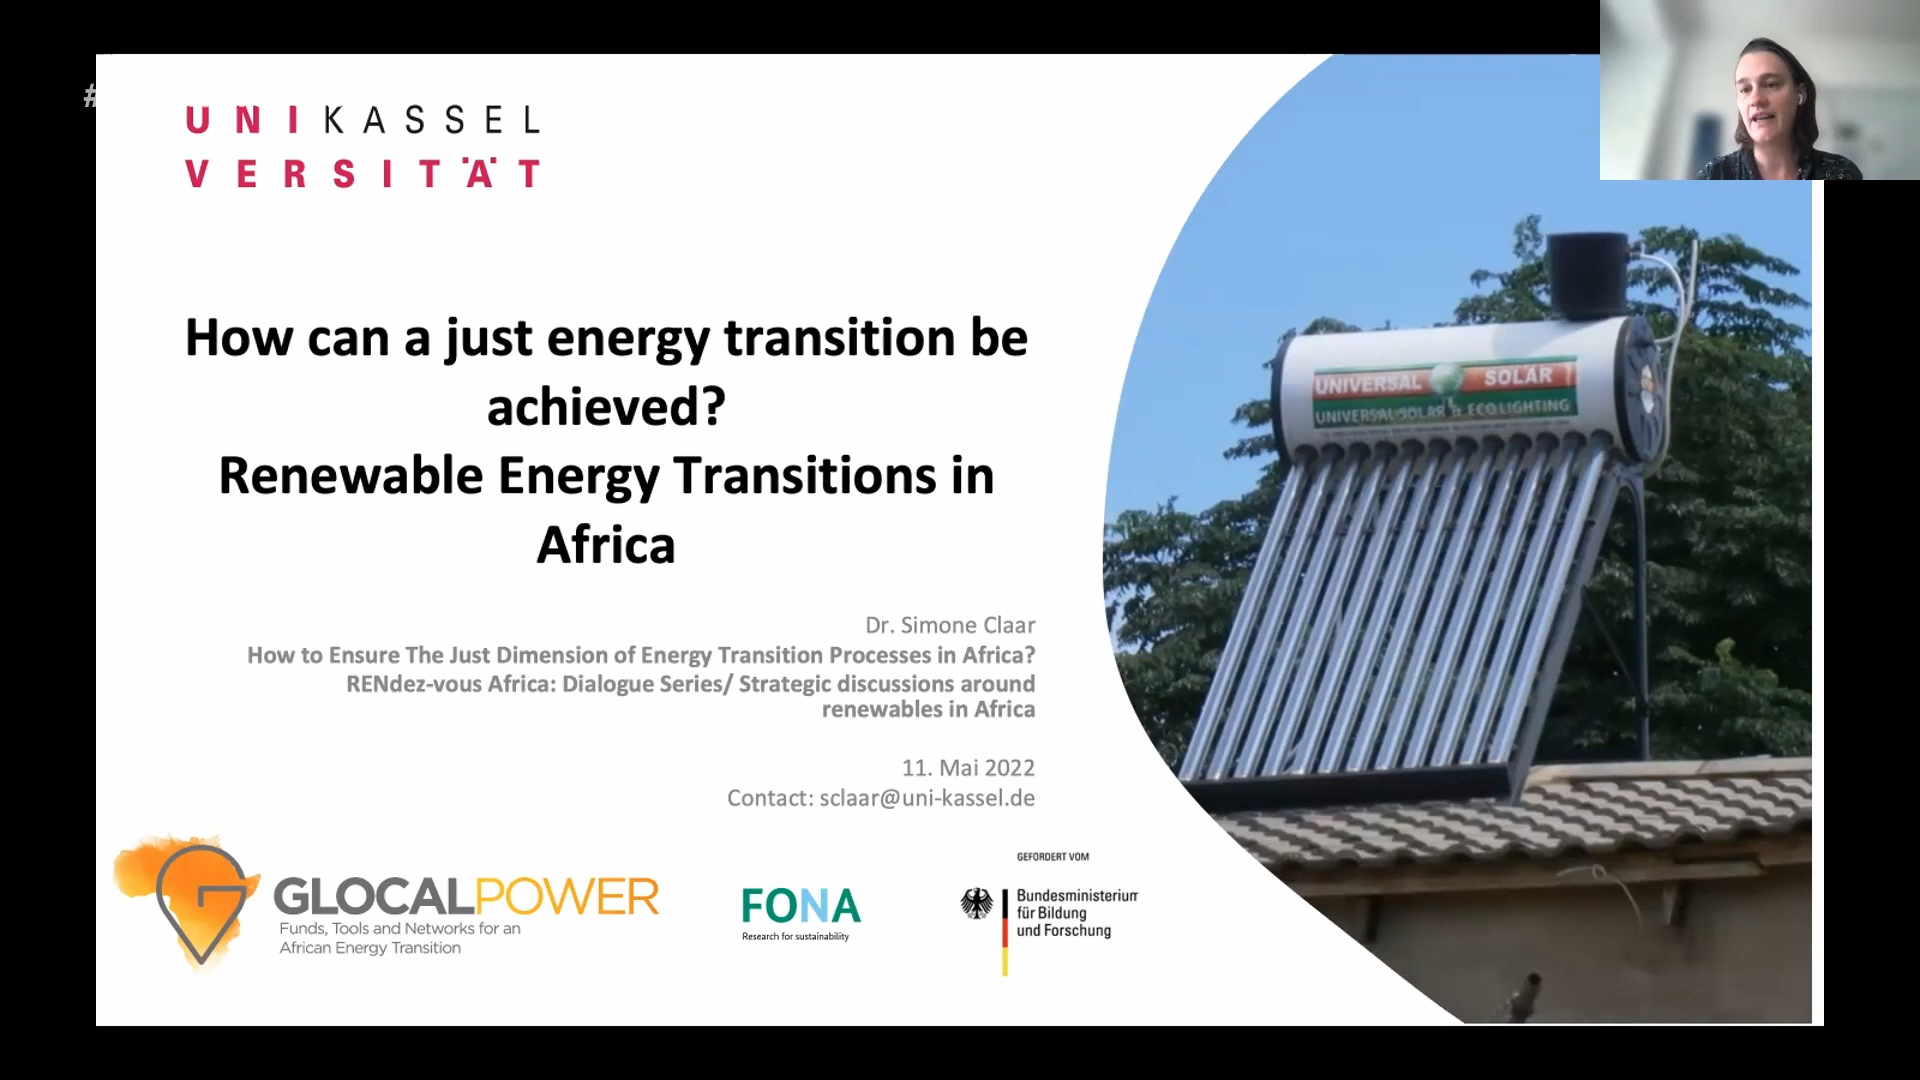 #
UNIKASSEL
VERSITÄT
How can a just energy transition be
achieved?
Renewable Energy Transitions in
Africa
Dr. Simone Claar
How to Ensure The Just Dimension of Energy Transition Processes in Africa?
RENdez-vous Africa: Dialogue Series/ Strategic discussions around
renewables in Africa
11. Mai 2022
Contact: sclaar@uni-kassel.de
GLOCALPOWER
Funds, Tools and Networks for an
African Energy Transition
FONA
Research for sustainability
GEFÖRDERT VOM
Bundesministerium
für Bildung
und Forschung
UNIVERSAL SOLAR
UNIVERSAL SOLAR & ECO LIGHTING